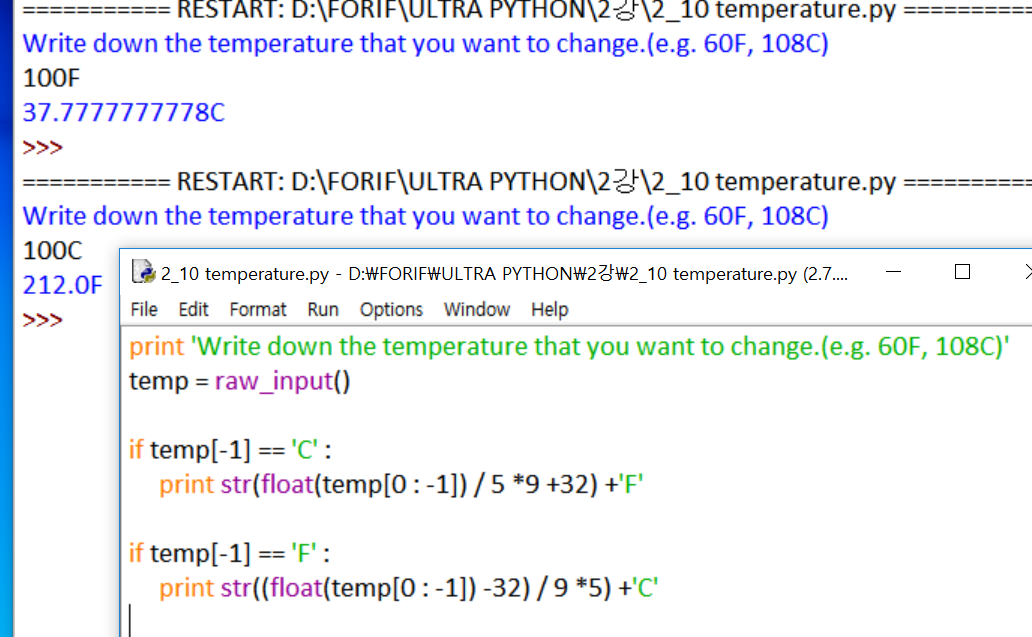 =========== RESTART: D:\FORIF\ULTRA PYTHON\2강\2_10 temperature.py ==========
Write down the temperature that you want to change.(e.g. 60F, 108C)
100F
37.7777777778C
>>>
=========== RESTART: D:\FORIF\ULTRA PYTHON\2강\2_10 temperature.py ==========
Write down the temperature that you want to change.(e.g. 60F, 108C)
100C
212.0F
>>>
2_10 temperature.py - D:₩FORIF₩ULTRA PYTHON₩2강₩2_10 temperature.py (2.7....
File Edit Format Run Options Window Help
print 'Write down the temperature that you want to change.(e.g. 60F, 108C)'
temp = raw_input()
if temp[-1] == 'C' :
print str(float(temp[0 : -1]) / 5 *9 +32) +'F'
if temp[-1] == 'F' :
print str((float(temp[0 : -1]) -32) / 9 *5) +'C'